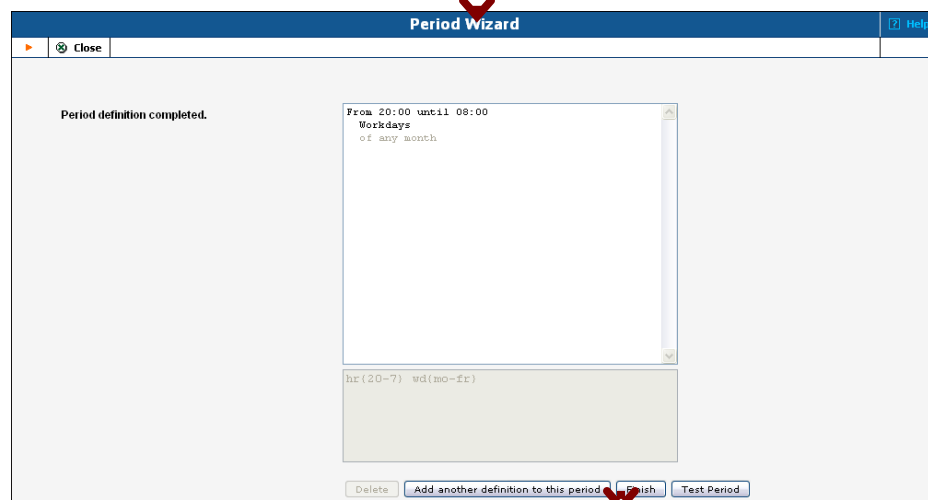 Period Wizard
? Help
Close
Period definition completed.
From 20:00 until 08:00
Workdays
of any month
hr{20-7} wd{mo-fr}
Delete
Add another definition to this period
Finish
Test Period